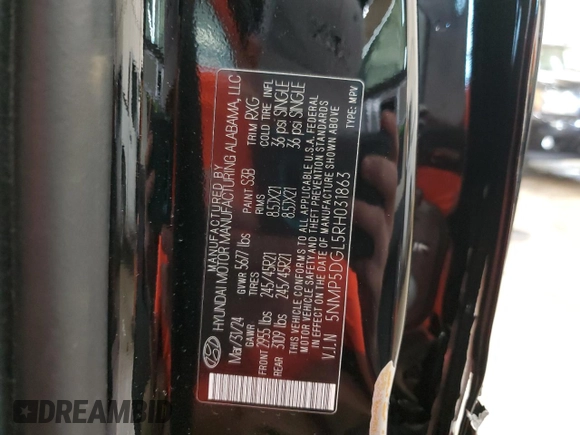 MANUFACTURED BY
HYUNDAI MOTOR MANUFACTURING ALABAMA, LLC
Mar/31/24 GVWR 5677 lbs PAINT S3B TRIM RXG
GAWR TIRES RIMS COLD TIRE INFL
FRONT 2955 lbs 245/45R21 8.5JX21 36 psi SINGLE
REAR 3109 lbs 245/45R21 8.5JX21 36 psi SINGLE
THIS VEHICLE CONFORMS TO ALL APPLICABLE U.S.A. FEDERAL
MOTOR VEHICLE SAFETY AND THEFT PREVENTION STANDARDS
IN EFFECT ON THE DATE OF MANUFACTURE SHOWN ABOVE
V.I.N 5NMP5DGL5RH031863 TYPE: MPV
DREAMBID